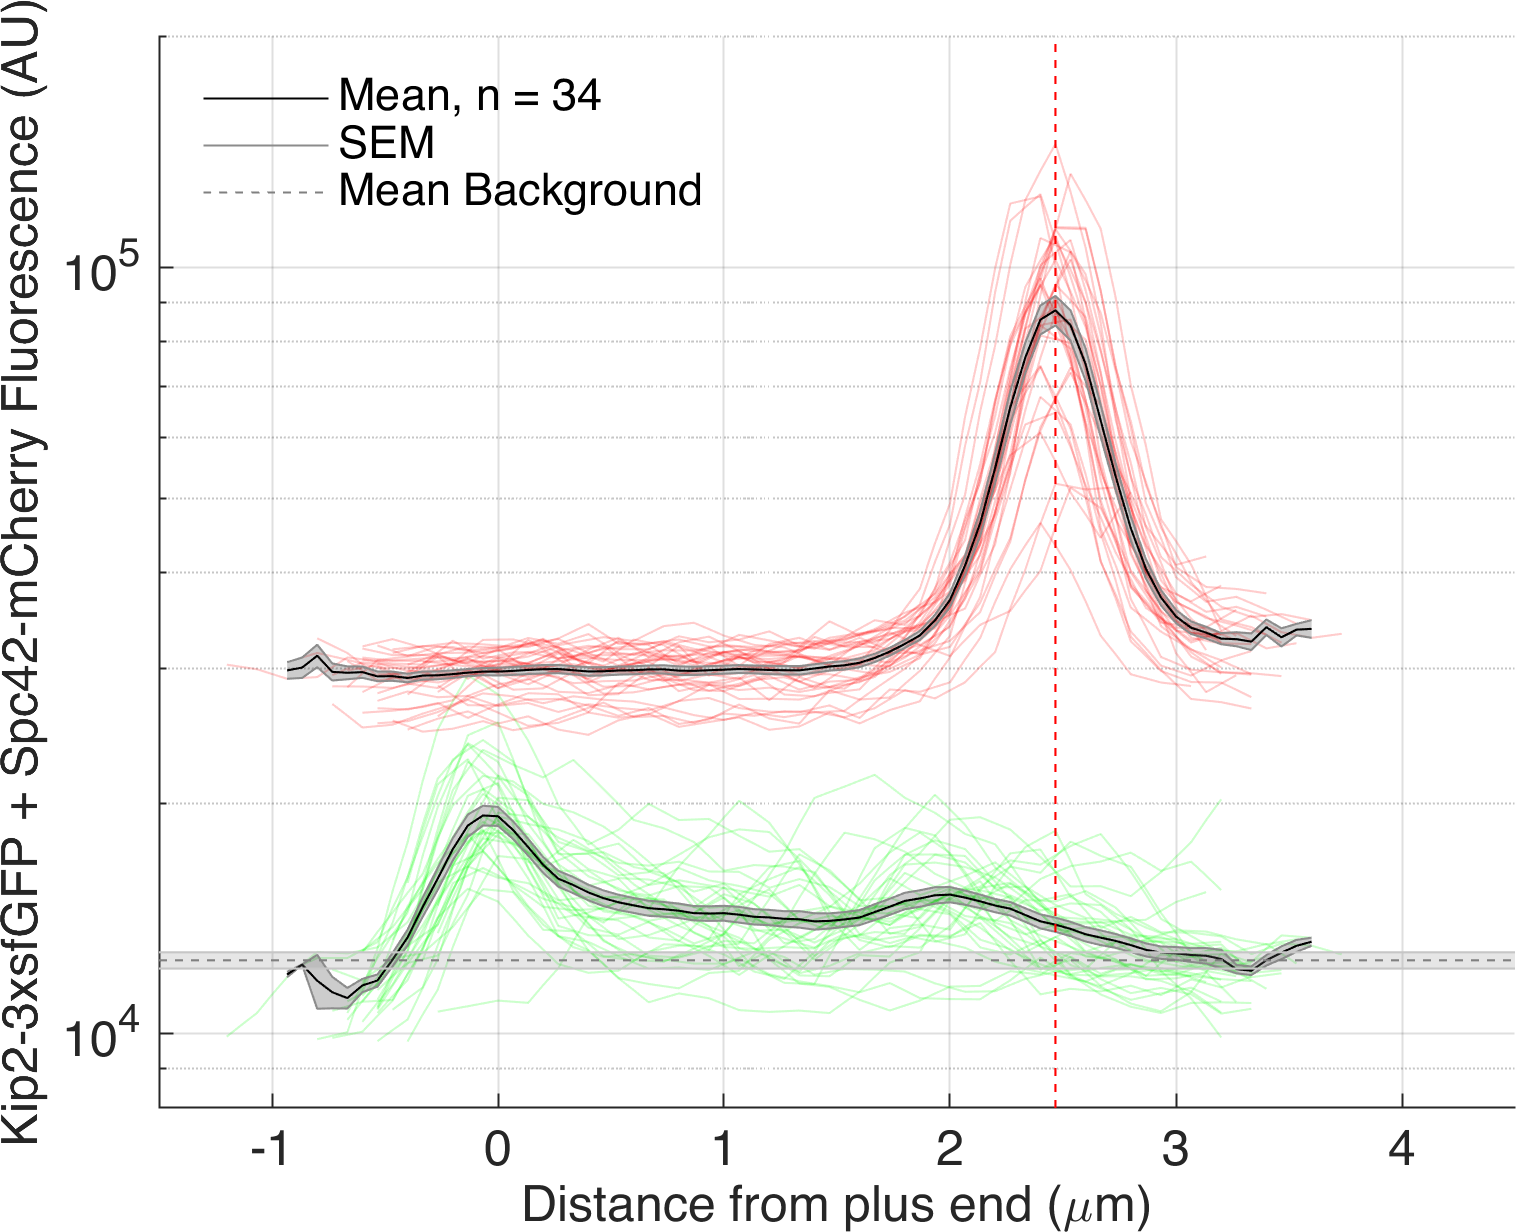 Kip2-3xsfGFP + Spc42-mCherry Fluorescence (AU)
Mean, n = 34
SEM
Mean Background
10^5
10^4
-1 0 1 2 3 4
Distance from plus end (μm)